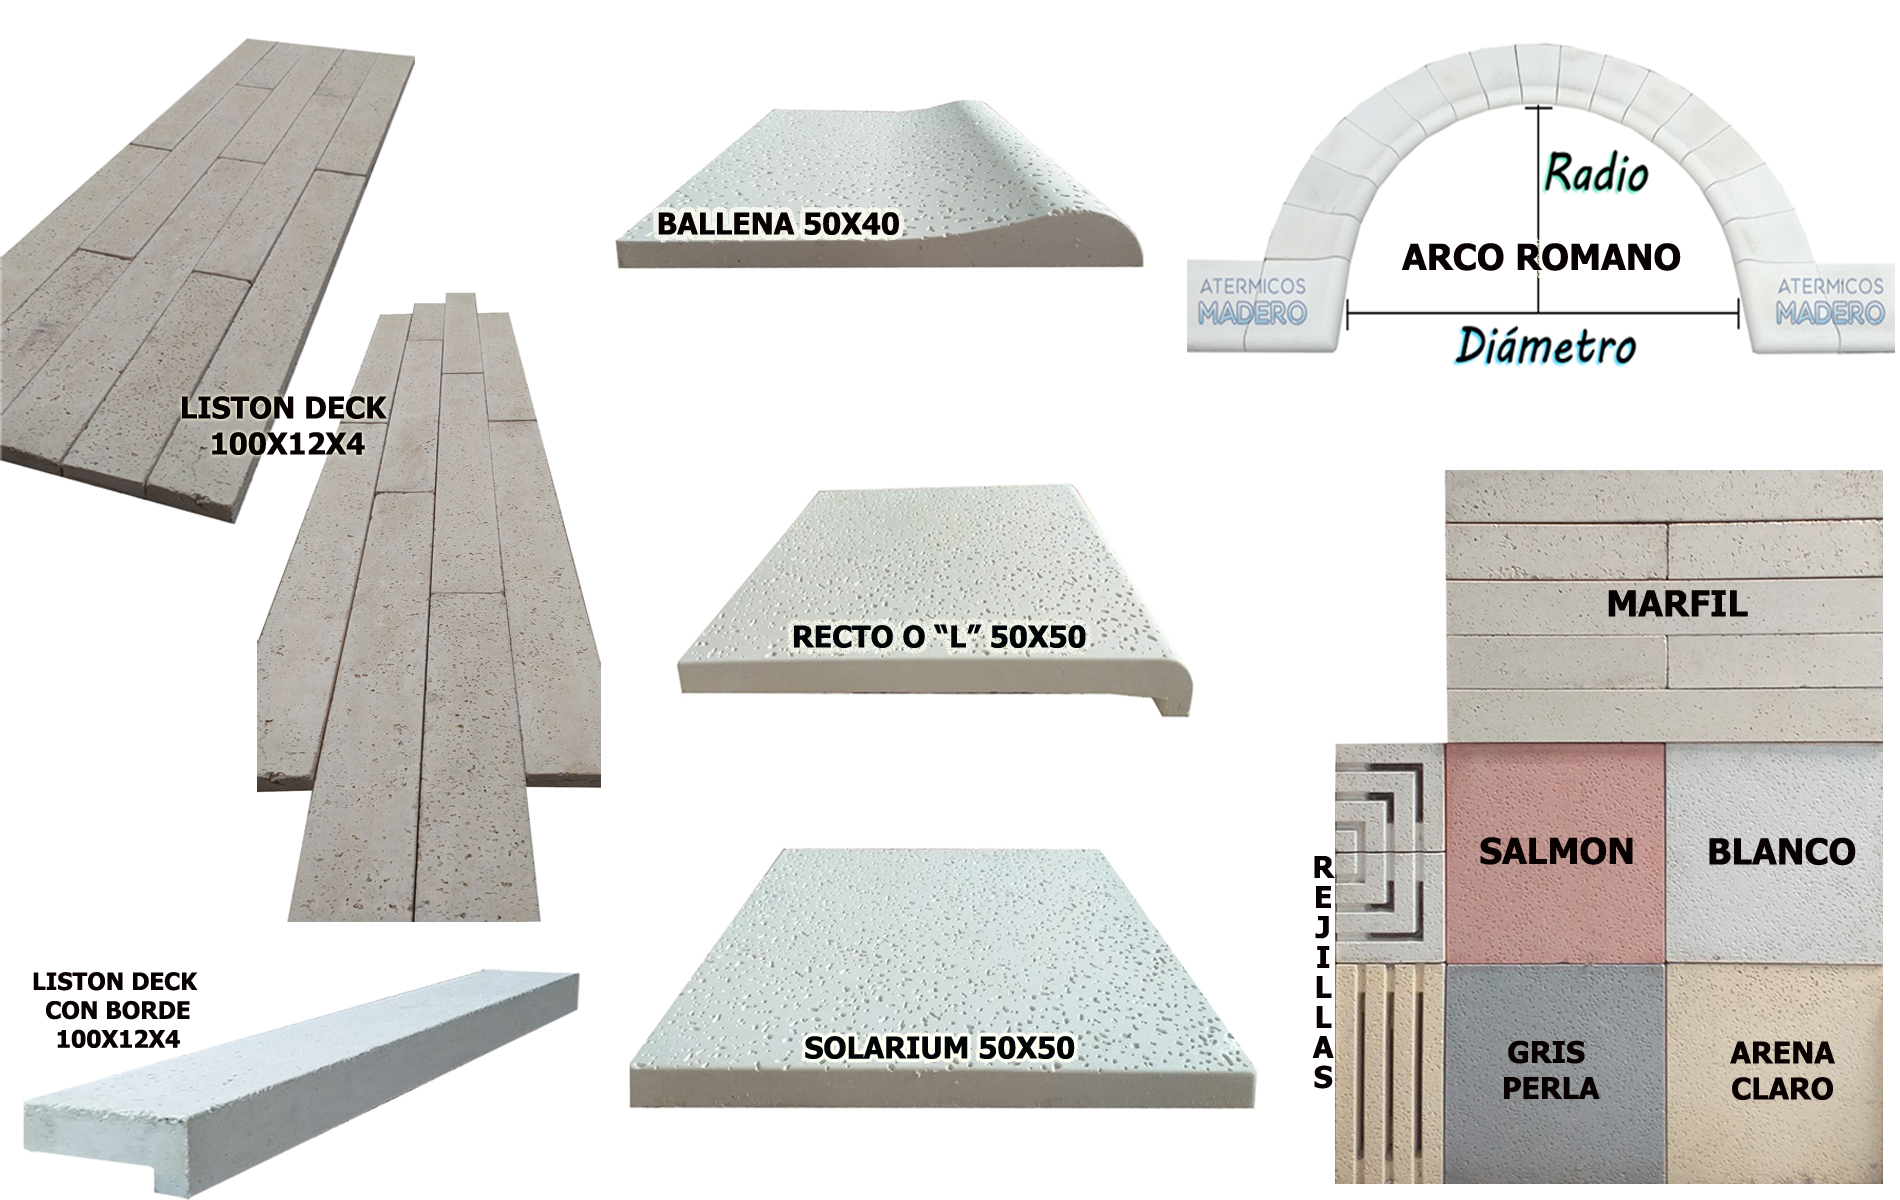 LISTON DECK
100X12X4
LISTON DECK
CON BORDE
100X12X4
BALLENA 50X40
RECTO O “L” 50X50
SOLARIUM 50X50
Radio
ARCO ROMANO
Diámetro
ATERMICOS
MADERO
ATERMICOS
MADERO
MARFIL
SALMON
BLANCO
GRIS
PERLA
ARENA
CLARO
REJILLAS